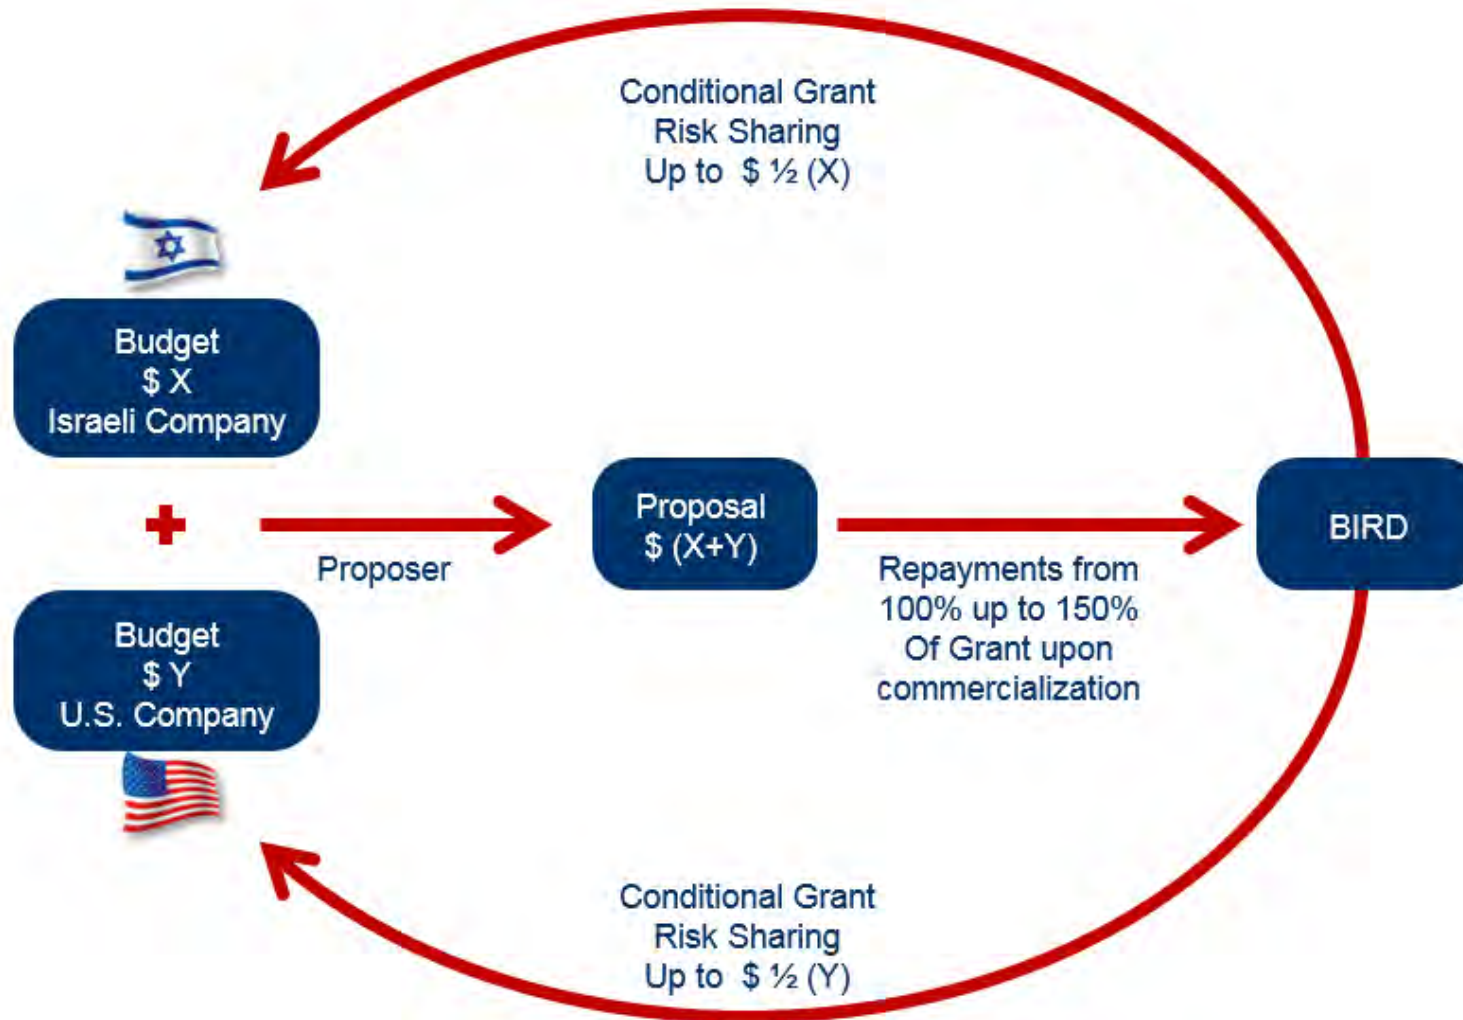 Conditional Grant
Risk Sharing
Up to $ ½ (X)
Budget
$ X
Israeli Company
Proposer
Proposal
$ (X+Y)
Repayments from
100% up to 150%
Of Grant upon
commercialization
BIRD
Budget
$ Y
U.S. Company
Conditional Grant
Risk Sharing
Up to $ ½ (Y)